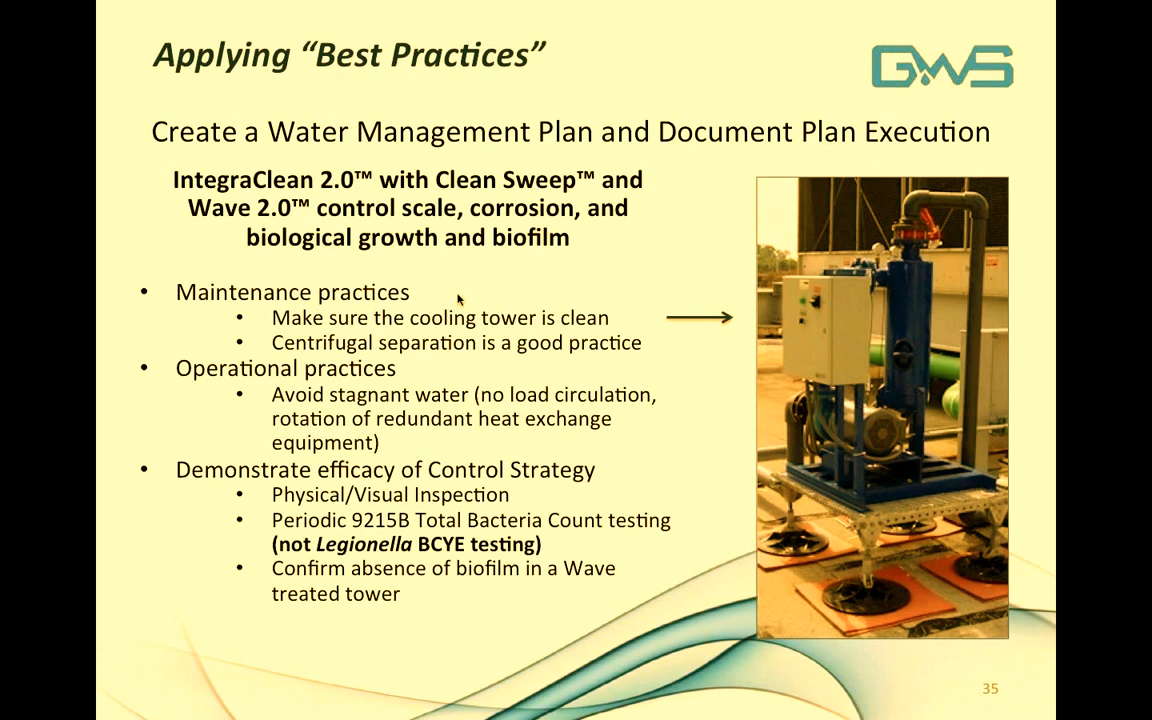 Applying “Best Practices”
GWS
Create a Water Management Plan and Document Plan Execution
IntegraClean 2.0™ with Clean Sweep™ and
Wave 2.0™ control scale, corrosion, and
biological growth and biofilm
• Maintenance practices
• Make sure the cooling tower is clean
• Centrifugal separation is a good practice
• Operational practices
• Avoid stagnant water (no load circulation,
rotation of redundant heat exchange
equipment)
• Demonstrate efficacy of Control Strategy
• Physical/Visual Inspection
• Periodic 9215B Total Bacteria Count testing
(not Legionella BCYE testing)
• Confirm absence of biofilm in a Wave
treated tower
35